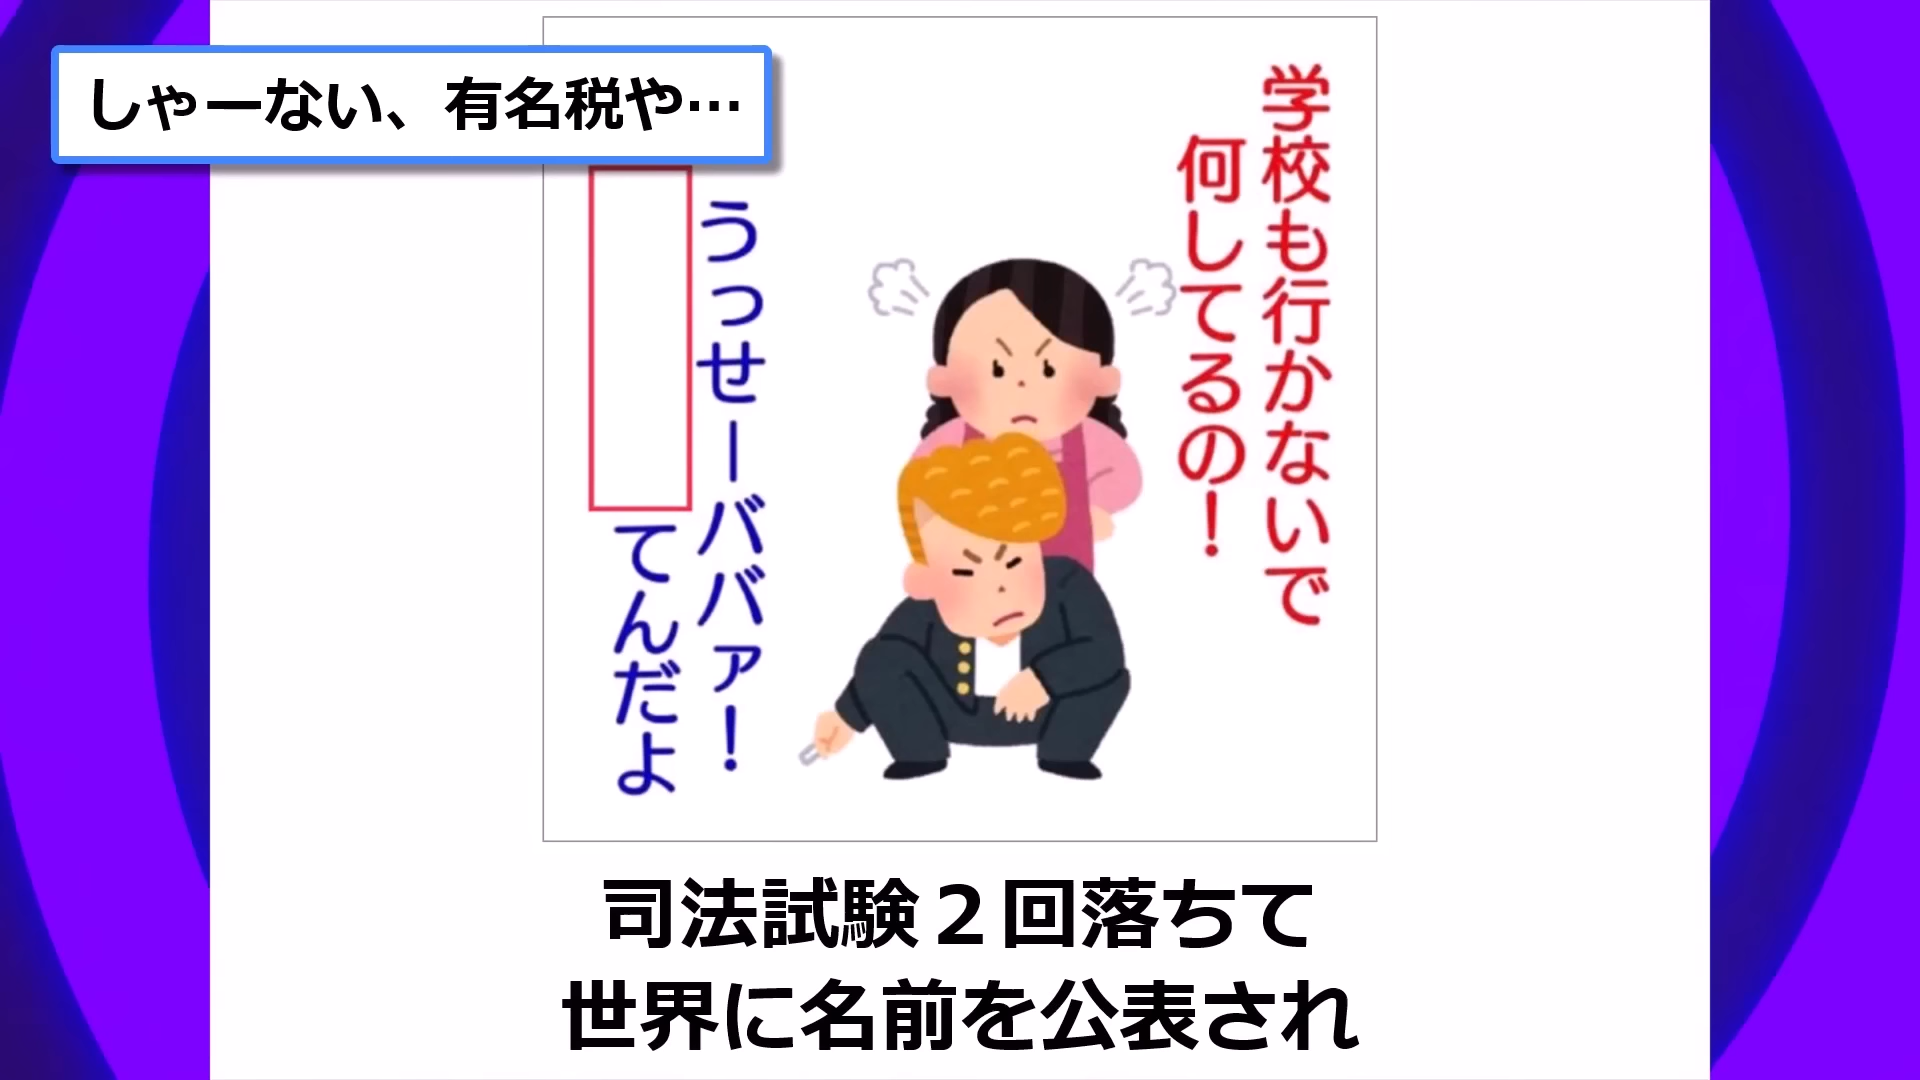 しゃーない、有名税や…
学校も行かないで
何してるの！
うっせーババァ！
てんだよ
司法試験２回落ちて
世界に名前を公表され